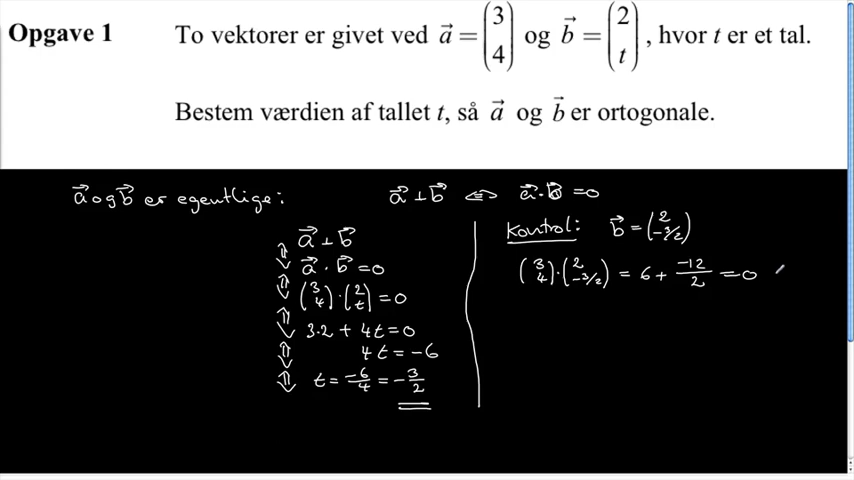 Opgave 1 To vektorer er givet ved a⃗ = (3 4) og b⃗ = (2 t), hvor t er et tal.
Bestem værdien af tallet t, så a⃗ og b⃗ er ortogonale.
a⃗ og b⃗ er egentlige: a⃗ ⊥ b⃗ ⇔ a⃗·b⃗ = 0
a⃗ ⊥ b⃗
⇕ a⃗ · b⃗ = 0
⇕ (3 4) · (2 t) = 0
⇕ 3·2 + 4t = 0
⇕ 4t = -6
⇕ t = -6/4 = -3/2
Kontrol: b⃗ = (2 -3/2)
(3 4) · (2 -3/2) = 6 + -12/2 = 0